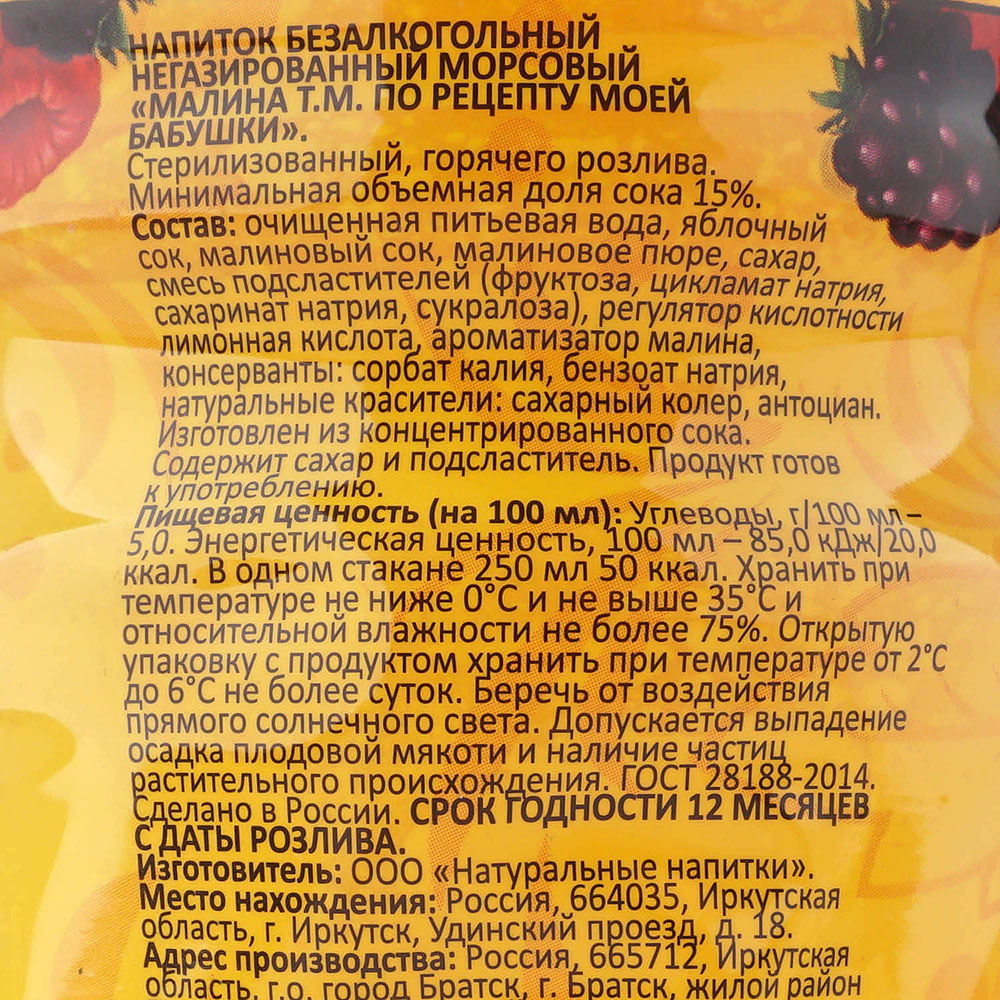 НАПИТОК БЕЗАЛКОГОЛЬНЫЙ
НЕГАЗИРОВАННЫЙ МОРСОВЫЙ
«МАЛИНА Т.М. ПО РЕЦЕПТУ МОЕЙ
БАБУШКИ».
Стерилизованный, горячего розлива.
Минимальная объемная доля сока 15%.
Состав: очищенная питьевая вода, яблочный
сок, малиновый сок, малиновое пюре, сахар,
смесь подсластителей (фруктоза, цикламат натрия,
сахаринат натрия, сукралоза), регулятор кислотности
лимонная кислота, ароматизатор малина,
консерванты: сорбат калия, бензоат натрия,
натуральные красители: сахарный колер, антоциан.
Изготовлен из концентрированного сока.
Содержит сахар и подсластитель. Продукт готов
к употреблению.
Пищевая ценность (на 100 мл): Углеводы, г/100 мл –
5,0. Энергетическая ценность, 100 мл – 85,0 кДж/20,0
ккал. В одном стакане 250 мл 50 ккал. Хранить при
температуре не ниже 0°С и не выше 35°С и
относительной влажности не более 75%. Открытую
упаковку с продуктом хранить при температуре от 2°С
до 6°С не более суток. Беречь от воздействия
прямого солнечного света. Допускается выпадение
осадка плодовой мякоти и наличие частиц
растительного происхождения. ГОСТ 28188-2014.
Сделано в России. СРОК ГОДНОСТИ 12 МЕСЯЦЕВ
С ДАТЫ РОЗЛИВА.
Изготовитель: ООО «Натуральные напитки».
Место нахождения: Россия, 664035, Иркутская
область, г. Иркутск, Удинский проезд, д. 18.
Адрес производства: Россия, 665712, Иркутская
область, г.о. город Братск, г. Братск, жилой район